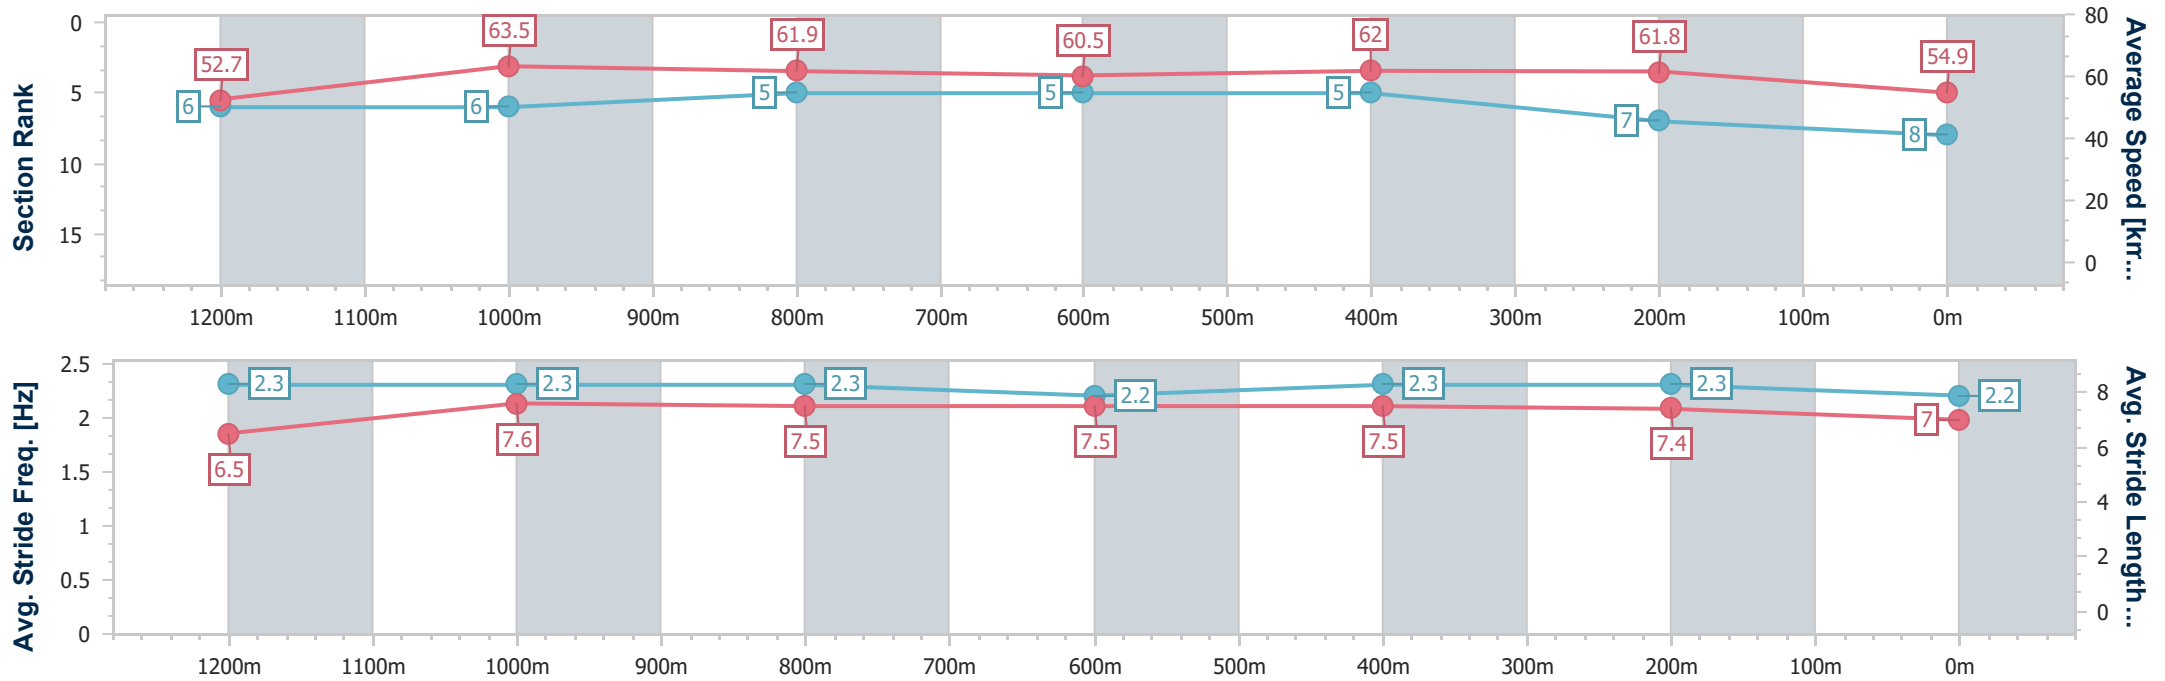 Section Rank
0
5
10
15
52.7
63.5
61.9
60.5
62
61.8
54.9
6
6
5
5
5
7
8
80
60
40
20
0
Average Speed [km...
1200m
1100m
1000m
900m
800m
700m
600m
500m
400m
300m
200m
100m
0m
Avg. Stride Freq. [Hz]
2.5
2
1.5
1
0.5
0
2.3
2.3
2.3
2.2
2.3
2.3
2.2
6.5
7.6
7.5
7.5
7.5
7.4
7
8
6
4
2
0
Avg. Stride Length...
1200m
1100m
1000m
900m
800m
700m
600m
500m
400m
300m
200m
100m
0m